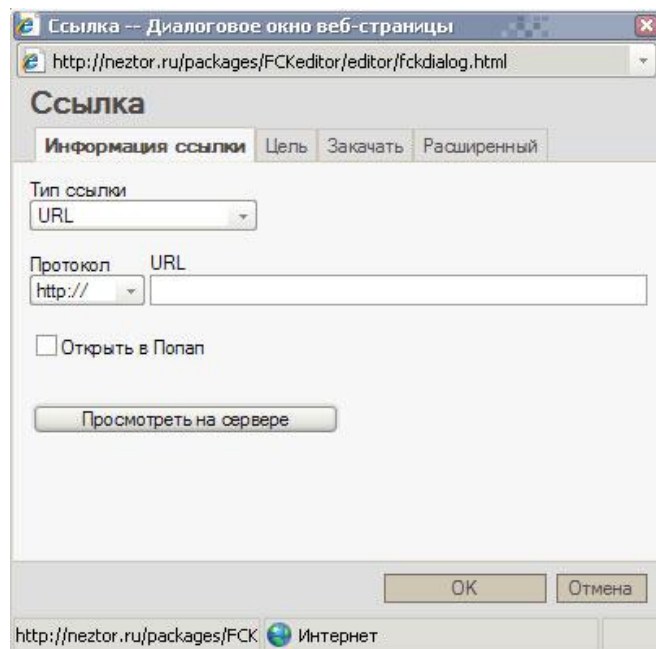 Ссылка -- Диалоговое окно веб-страницы
http://neztor.ru/packages/FCKeditor/editor/fckdialog.html
Ссылка
Информация ссылки Цель Закачать Расширенный
Тип ссылки
URL
Протокол URL
http://
Открыть в Попап
Просмотреть на сервере
OK Отмена
http://neztor.ru/packages/FCK Интернет